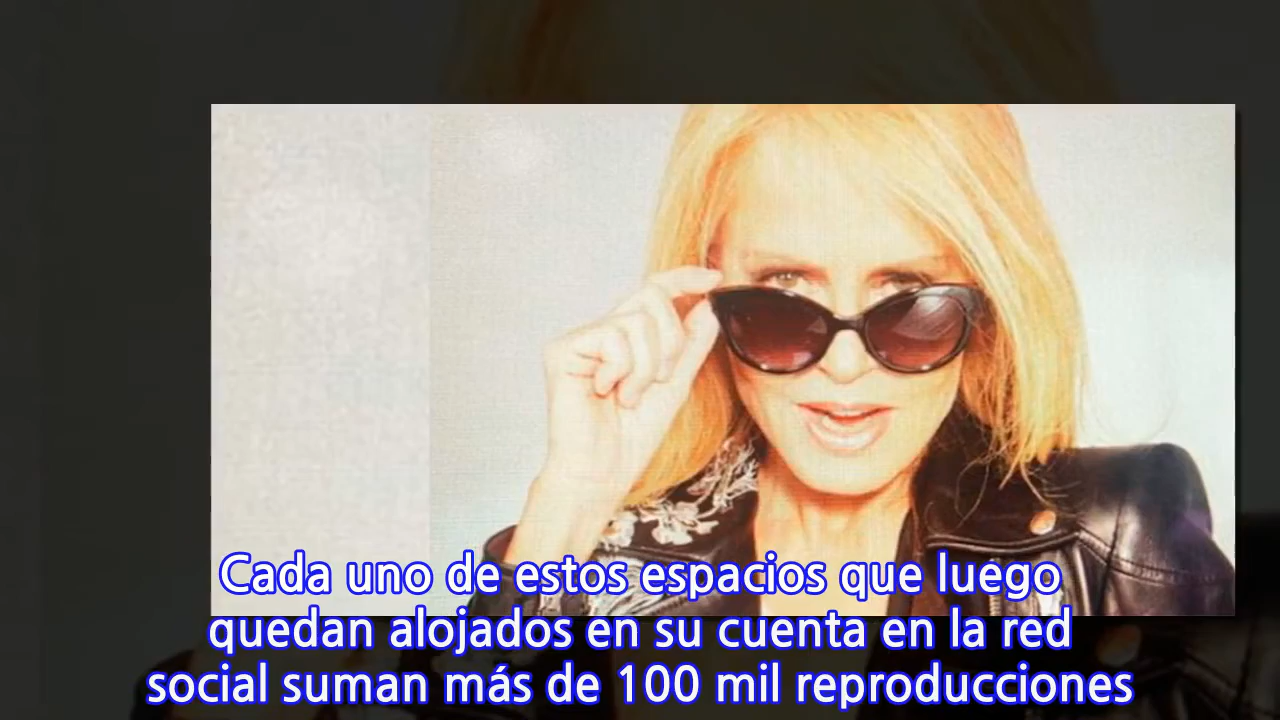 Cada uno de estos espacios que luego
quedan alojados en su cuenta en la red
social suman más de 100 mil reproducciones